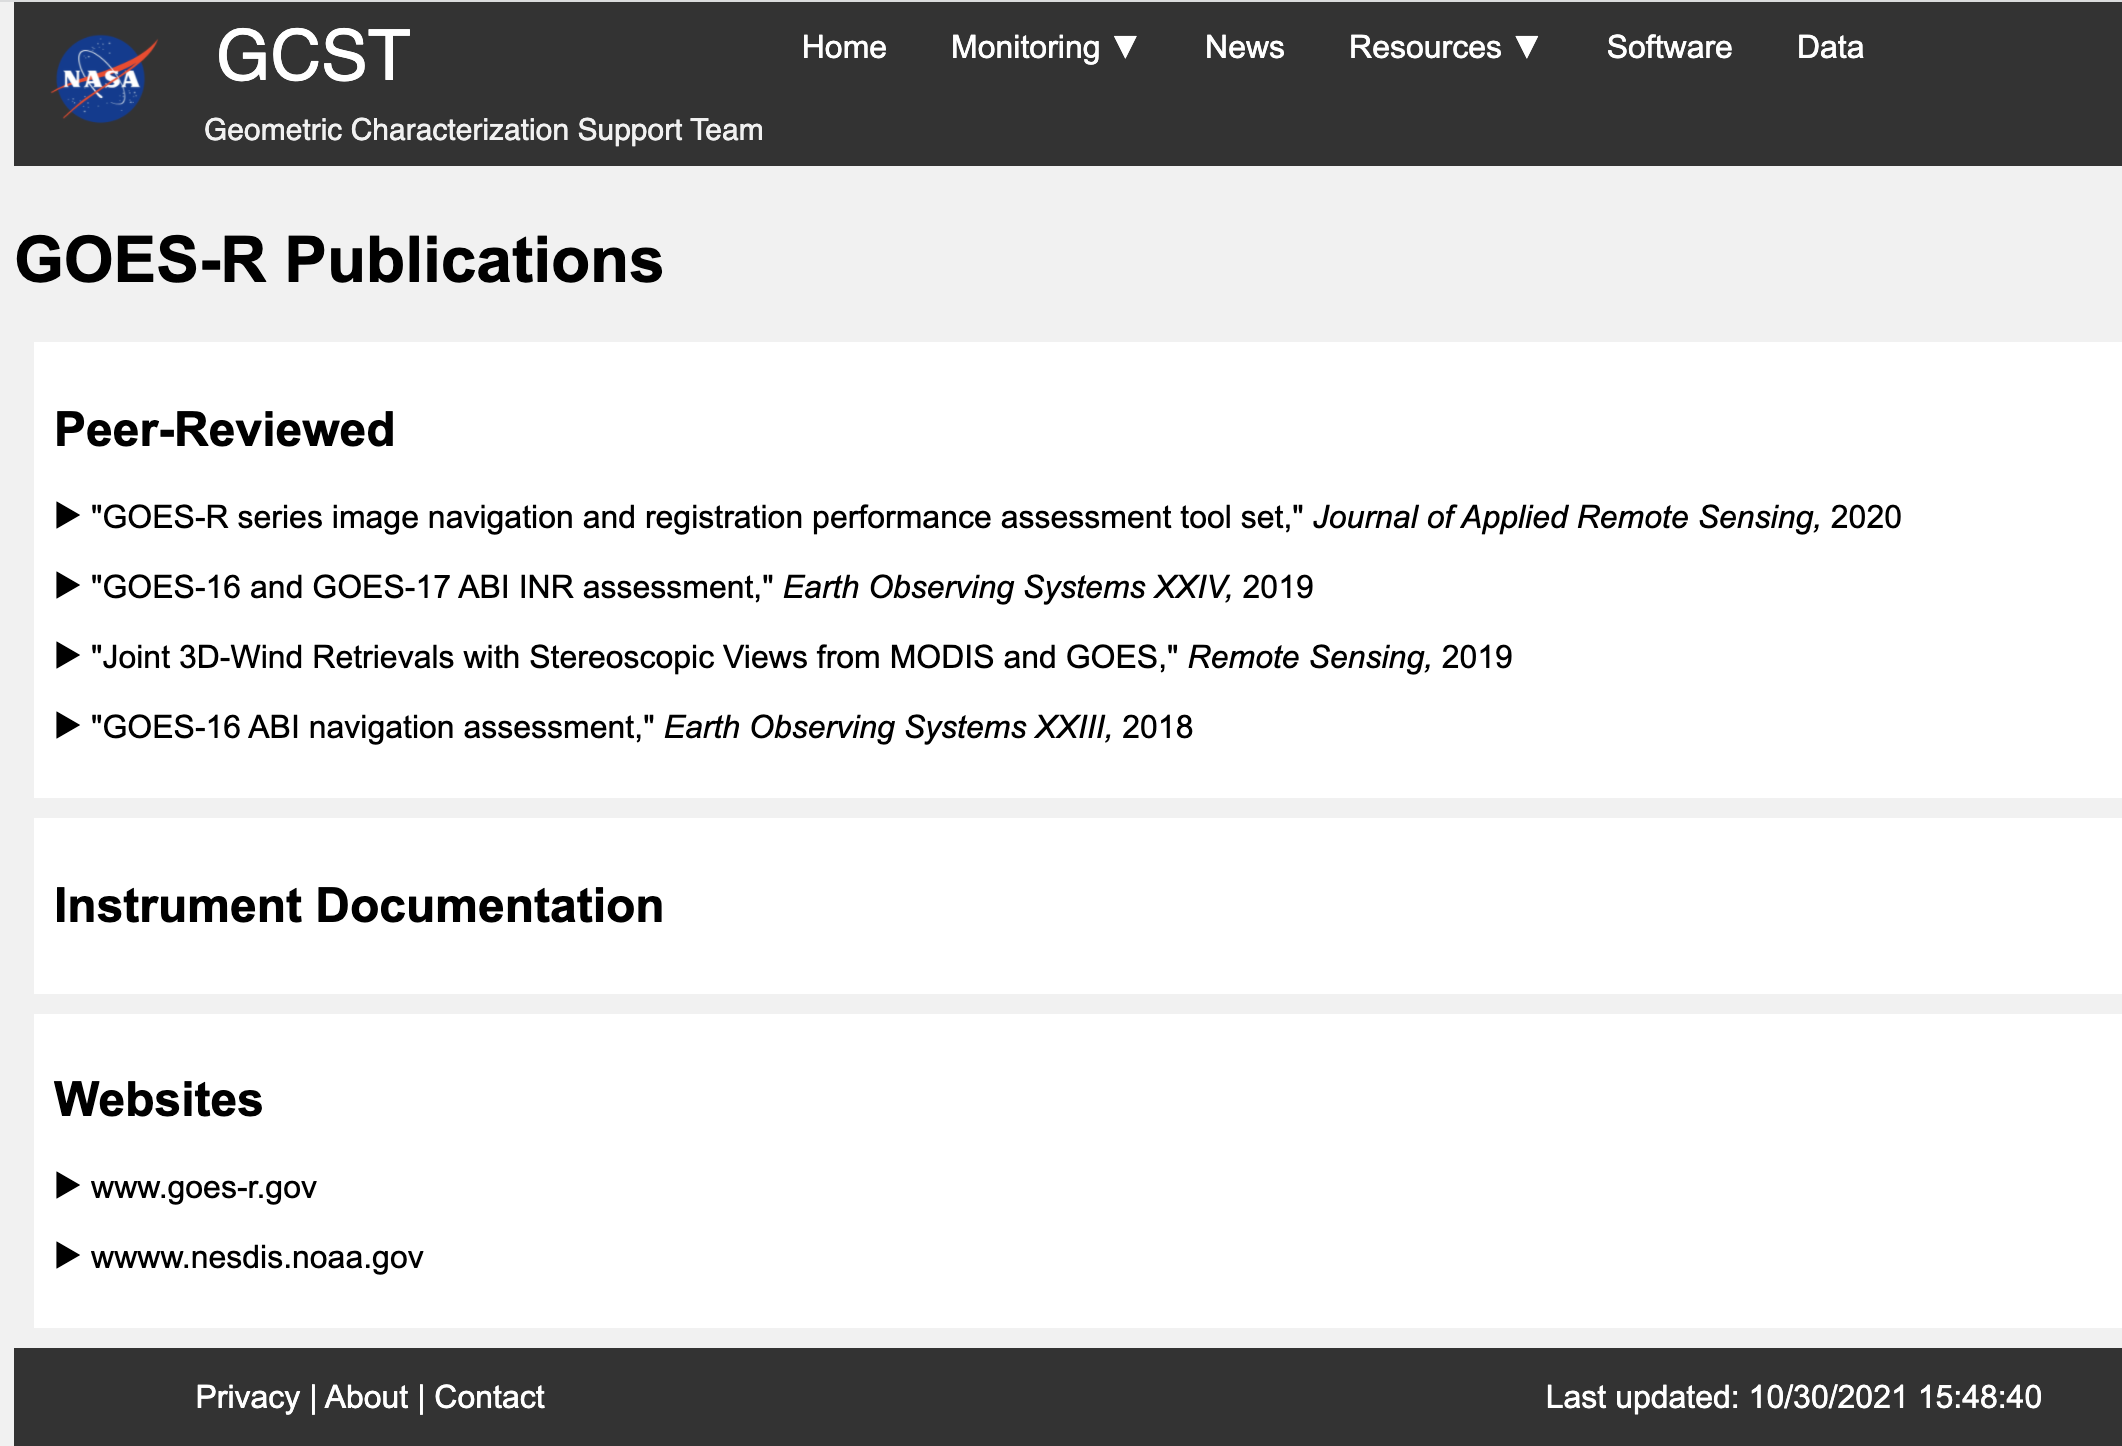 NASA
GCST
Geometric Characterization Support Team
Home Monitoring ▼ News Resources ▼ Software Data
GOES-R Publications
Peer-Reviewed
▶ "GOES-R series image navigation and registration performance assessment tool set," Journal of Applied Remote Sensing, 2020
▶ "GOES-16 and GOES-17 ABI INR assessment," Earth Observing Systems XXIV, 2019
▶ "Joint 3D-Wind Retrievals with Stereoscopic Views from MODIS and GOES," Remote Sensing, 2019
▶ "GOES-16 ABI navigation assessment," Earth Observing Systems XXIII, 2018
Instrument Documentation
Websites
▶ www.goes-r.gov
▶ wwww.nesdis.noaa.gov
Privacy | About | Contact
Last updated: 10/30/2021 15:48:40